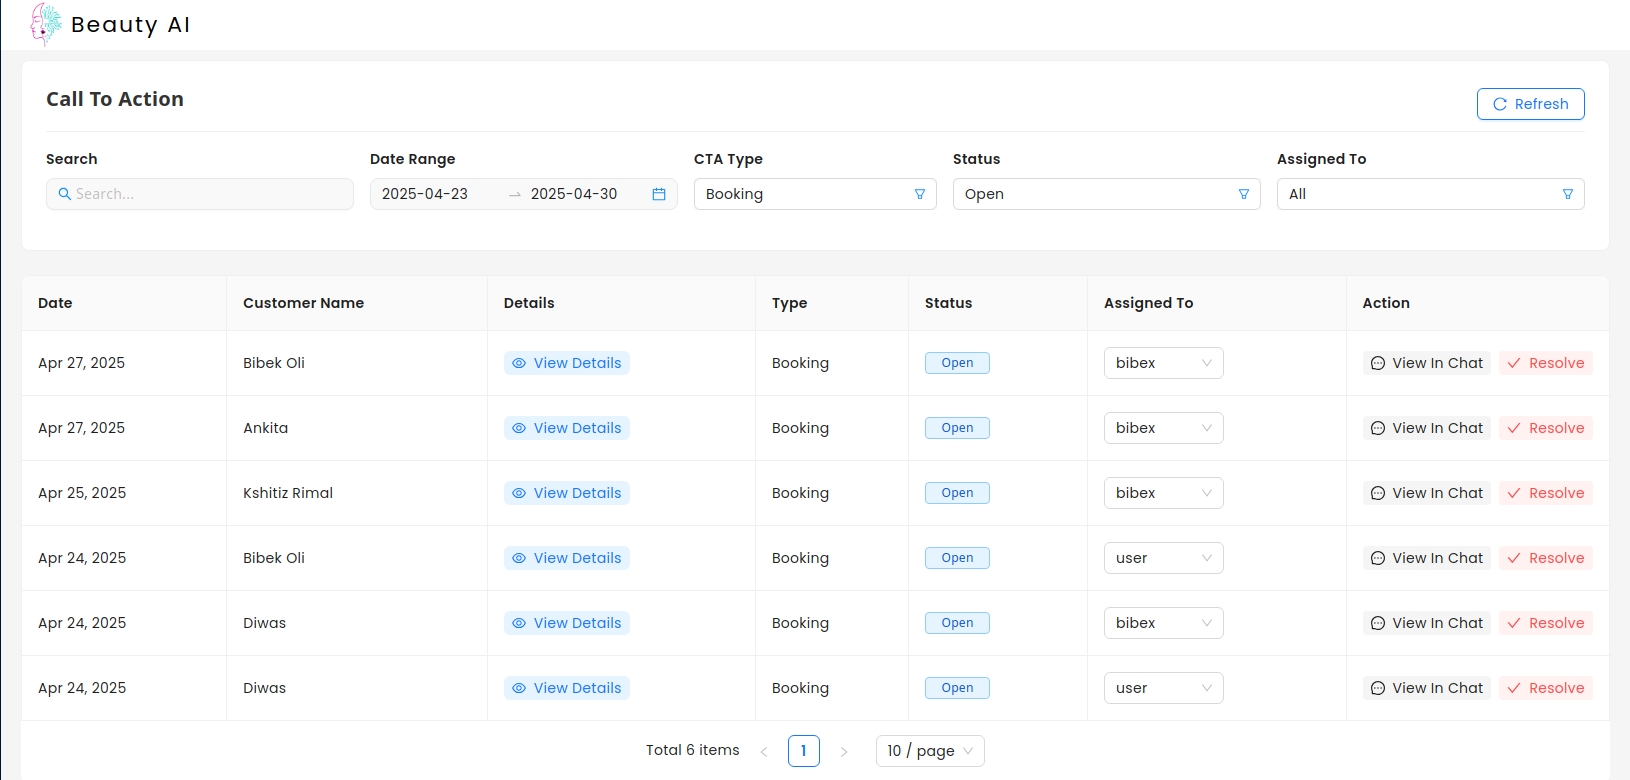 Beauty AI
Call To Action
Refresh
Search Date Range CTA Type Status Assigned To
Search... 2025-04-23 → 2025-04-30 Booking Open All
Date Customer Name Details Type Status Assigned To Action
Apr 27, 2025 Bibek Oli View Details Booking Open bibex View In Chat Resolve
Apr 27, 2025 Ankita View Details Booking Open bibex View In Chat Resolve
Apr 25, 2025 Kshitiz Rimal View Details Booking Open bibex View In Chat Resolve
Apr 24, 2025 Bibek Oli View Details Booking Open user View In Chat Resolve
Apr 24, 2025 Diwas View Details Booking Open bibex View In Chat Resolve
Apr 24, 2025 Diwas View Details Booking Open user View In Chat Resolve
Total 6 items < 1 > 10 / page